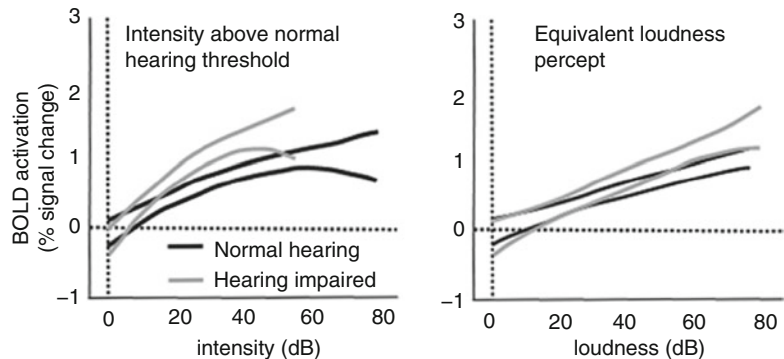 3
2
1
0
−1
BOLD activation
(% signal change)
Intensity above normal
hearing threshold
Normal hearing
Hearing impaired
0 20 40 60 80
intensity (dB)
3
2
1
0
−1
Equivalent loudness
percept
0 20 40 60 80
loudness (dB)